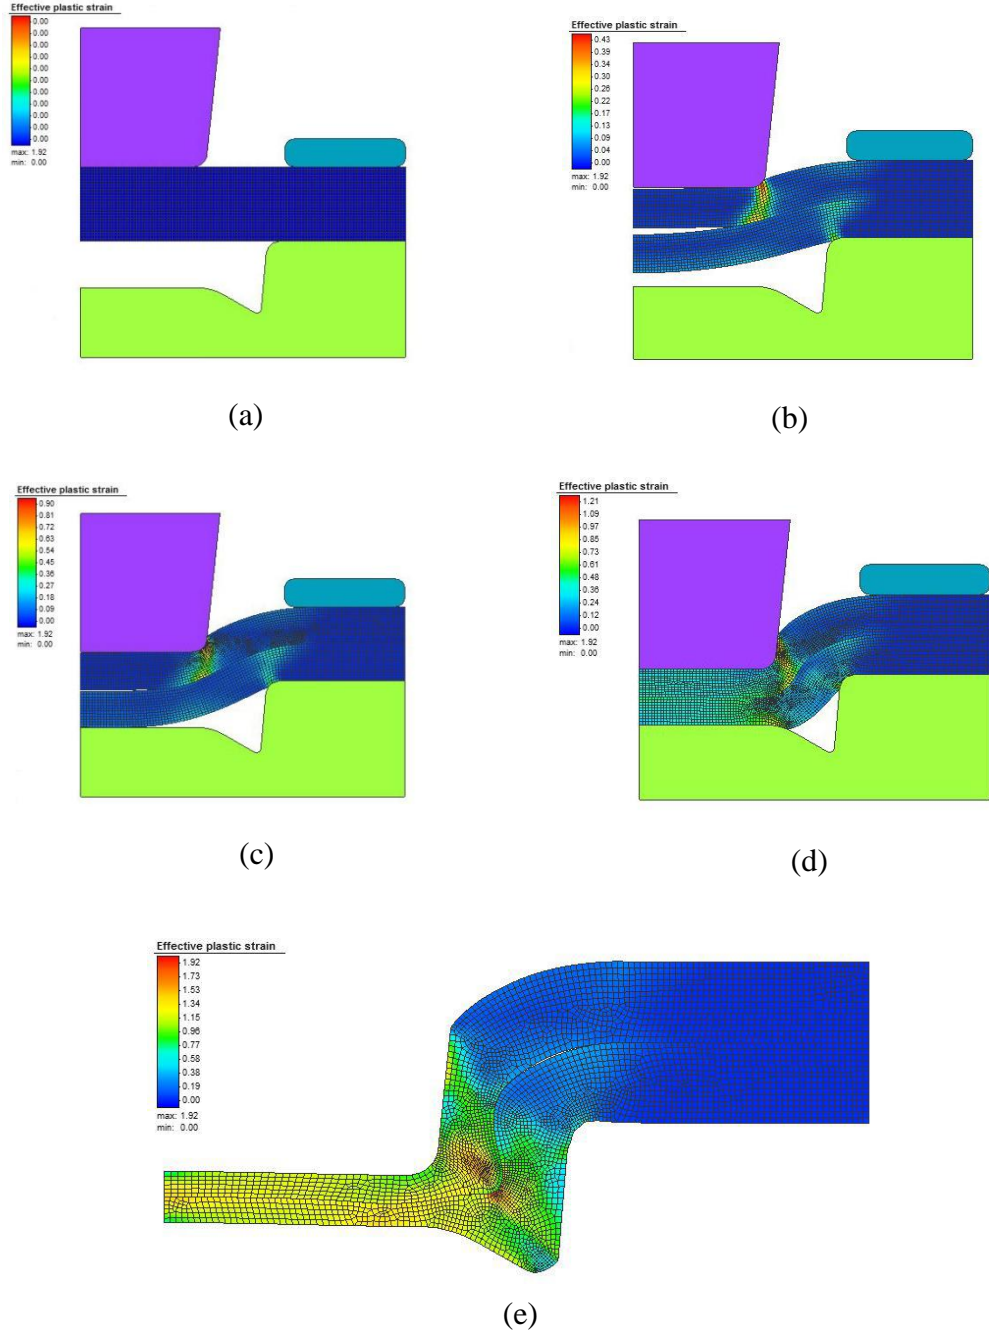 Effective plastic strain
0.00
0.00
0.00
0.00
0.00
0.00
0.00
0.00
0.00
0.00
0.00
max: 1.92
min: 0.00
(a)
Effective plastic strain
0.43
0.39
0.34
0.30
0.26
0.22
0.17
0.13
0.09
0.04
0.00
max: 1.92
min: 0.00
(b)
Effective plastic strain
0.90
0.81
0.72
0.63
0.54
0.45
0.36
0.27
0.18
0.09
0.00
max: 1.92
min: 0.00
(c)
Effective plastic strain
1.21
1.09
0.97
0.85
0.73
0.61
0.48
0.36
0.24
0.12
0.00
max: 1.92
min: 0.00
(d)
Effective plastic strain
1.92
1.73
1.53
1.34
1.15
0.96
0.77
0.58
0.38
0.19
0.00
max: 1.92
min: 0.00
(e)